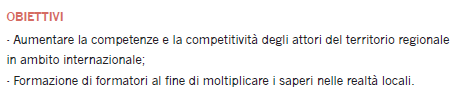 OBIETTIVI
- Aumentare la competenze e la competitività degli attori del territorio regionale
in ambito internazionale;
- Formazione di formatori al fine di moltiplicare i saperi nelle realtà locali.